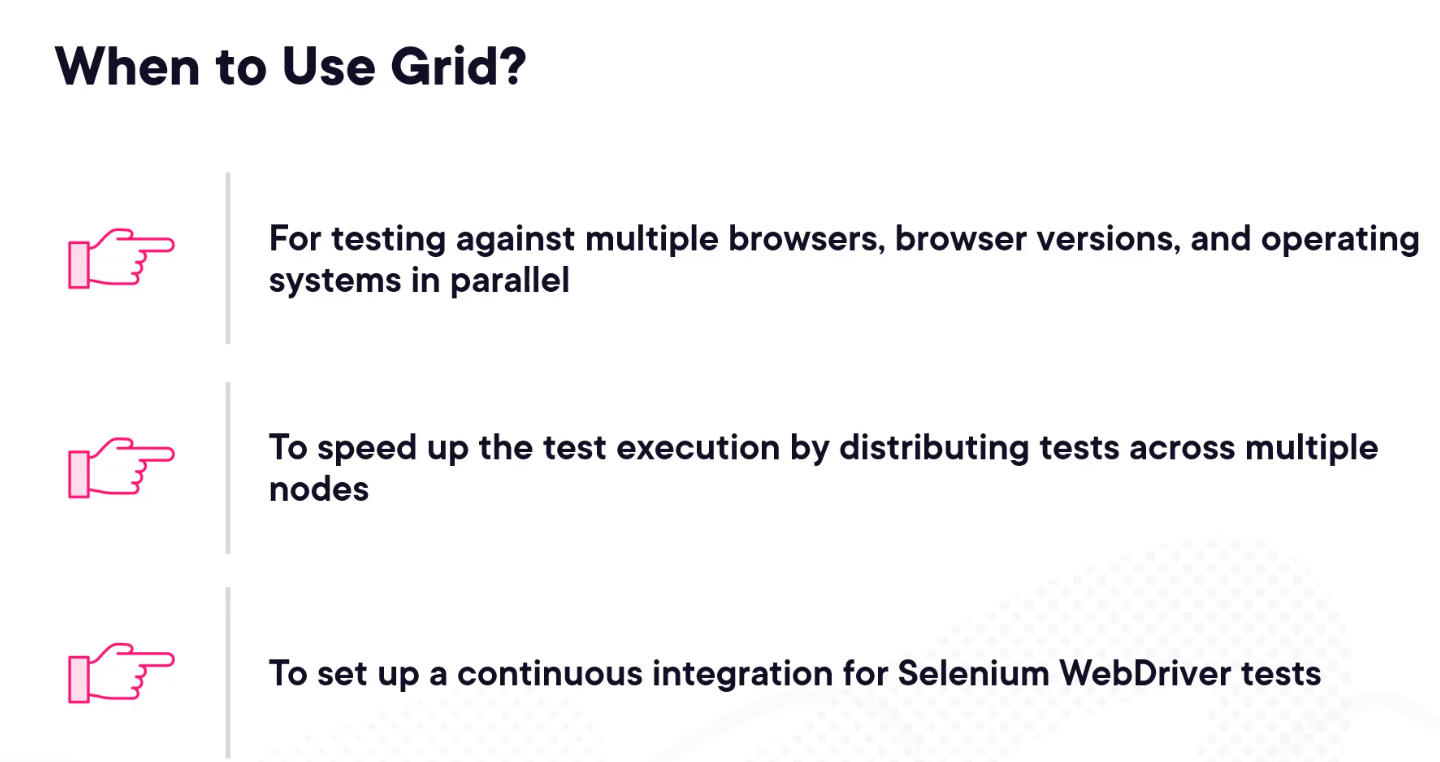 When to Use Grid?
For testing against multiple browsers, browser versions, and operating
systems in parallel
To speed up the test execution by distributing tests across multiple
nodes
To set up a continuous integration for Selenium WebDriver tests